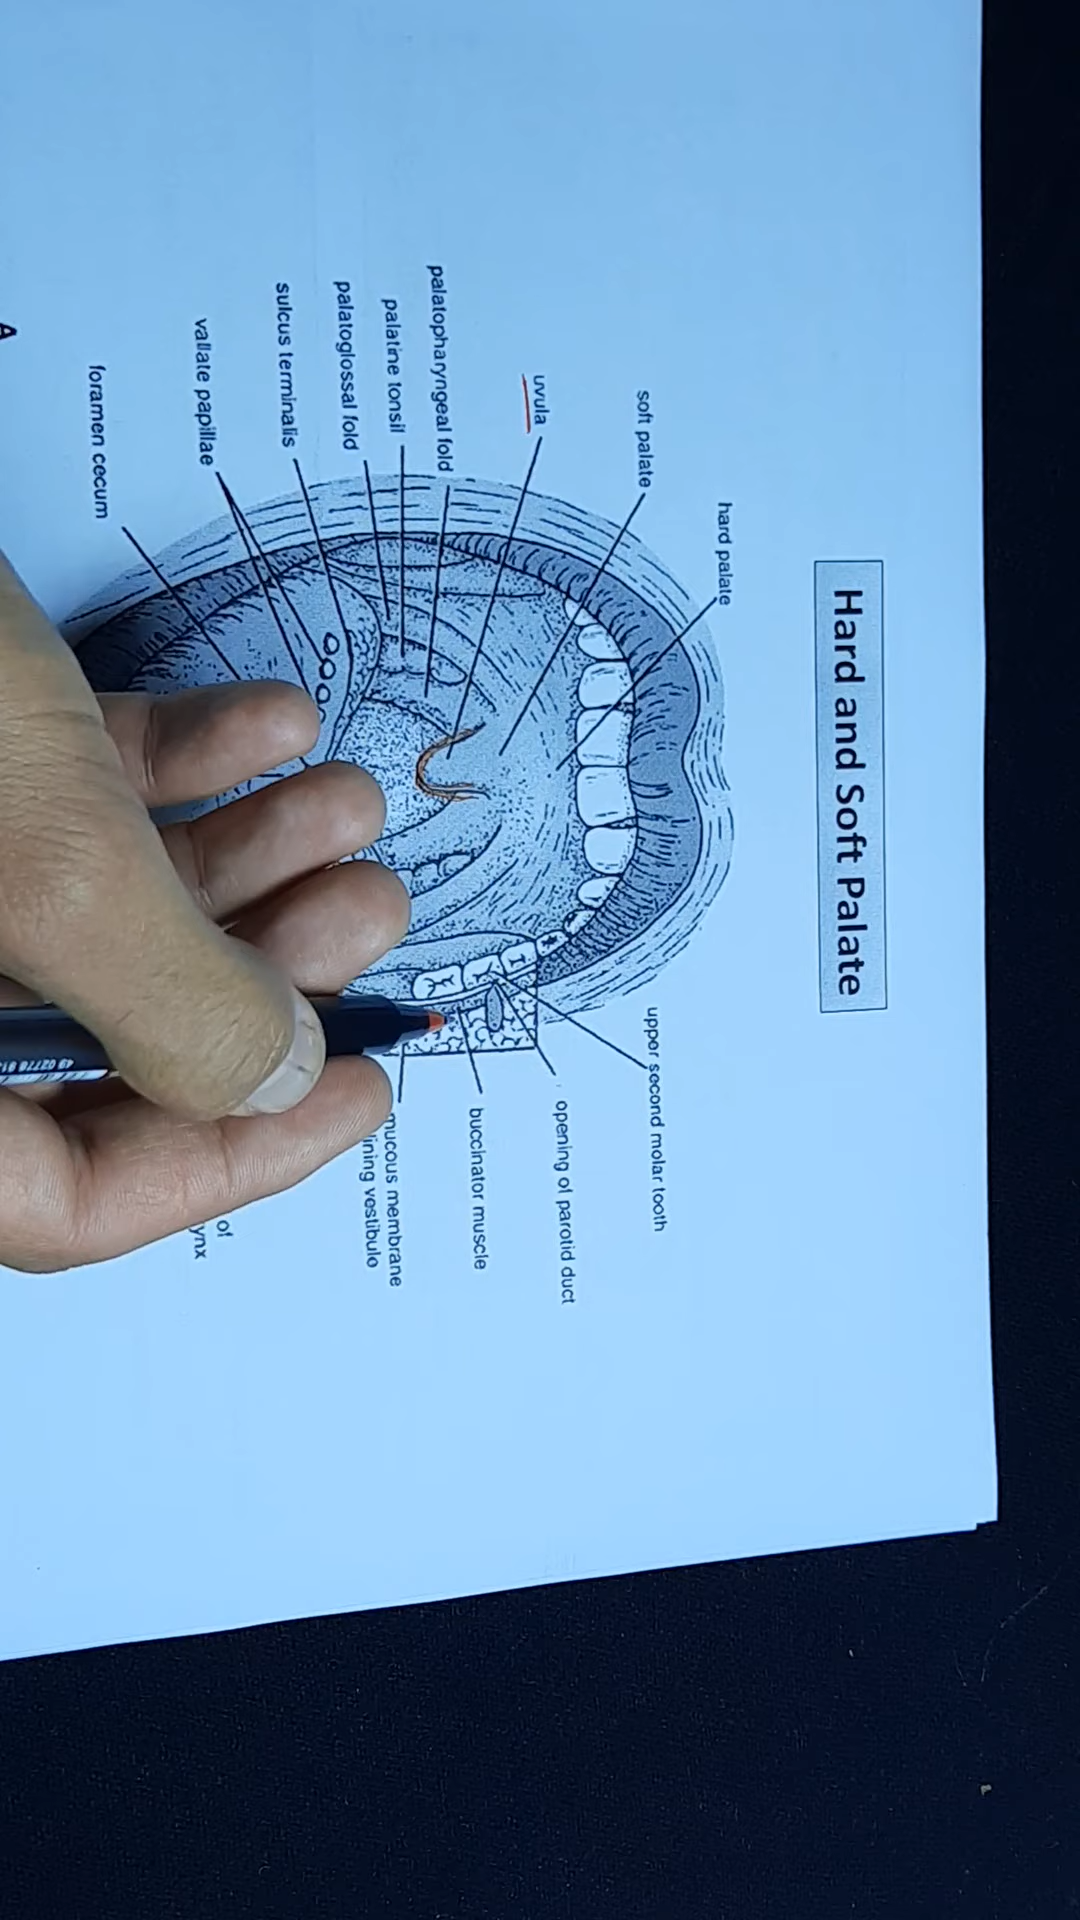 Hard and Soft Palate
hard palate
soft palate
uvula
palatopharyngeal fold
palatine tonsil
palatoglossal fold
sulcus terminalis
vallate papillae
foramen cecum
upper second molar tooth
opening of parotid duct
buccinator muscle
mucous membrane
lining vestibulo
of
ynx
A